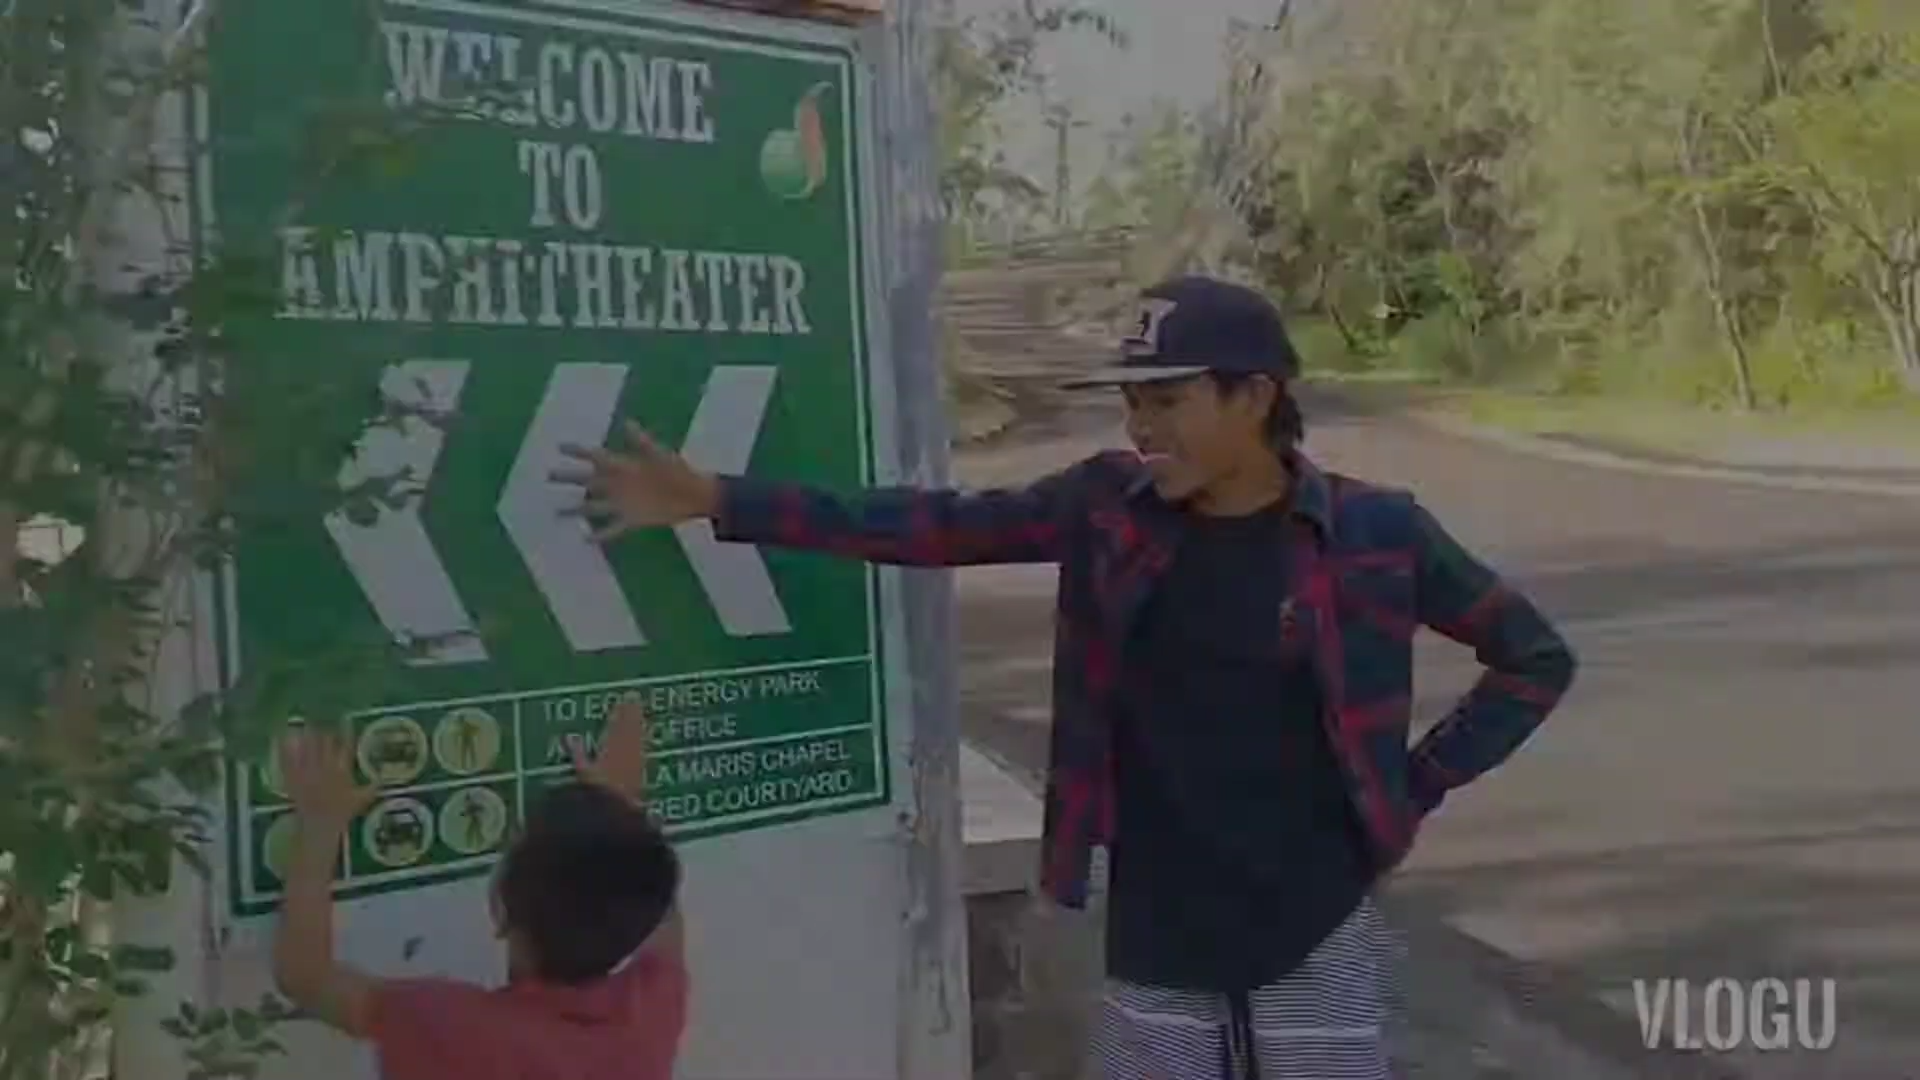 WELCOME
TO
AMPHITHEATER
TO ECO-ENERGY PARK
OFFICE
MARIS CHAPEL
COURTYARD
VLOGU